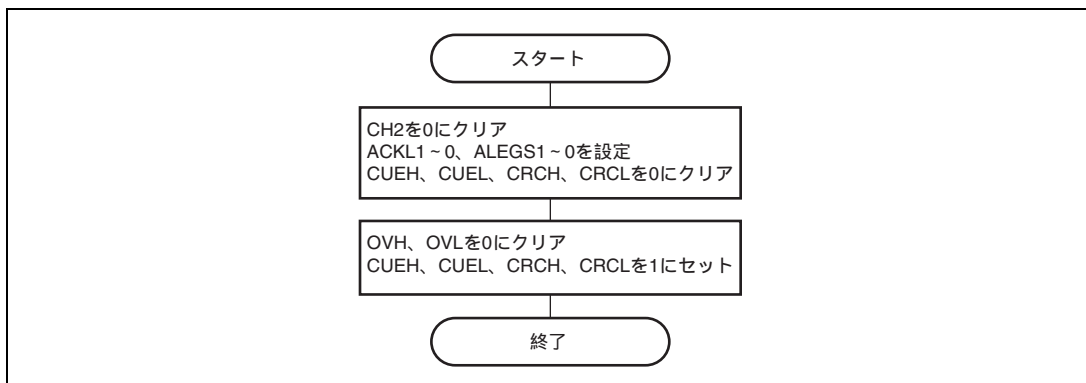 スタート
CH2を0にクリア
ACKL1~0、ALEGS1~0を設定
CUEH、CUEL、CRCH、CRCLを0にクリア
OVH、OVLを0にクリア
CUEH、CUEL、CRCH、CRCLを1にセット
終了